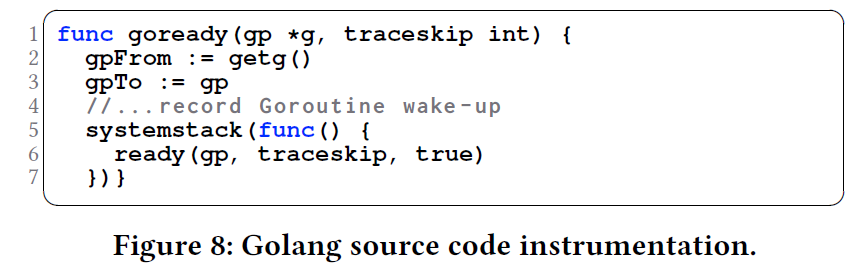 1 func goready(gp *g, traceskip int) {
2 gpFrom := getg()
3 gpTo := gp
4 //...record Goroutine wake-up
5 systemstack(func() {
6 ready(gp, traceskip, true)
7 })}
Figure 8: Golang source code instrumentation.